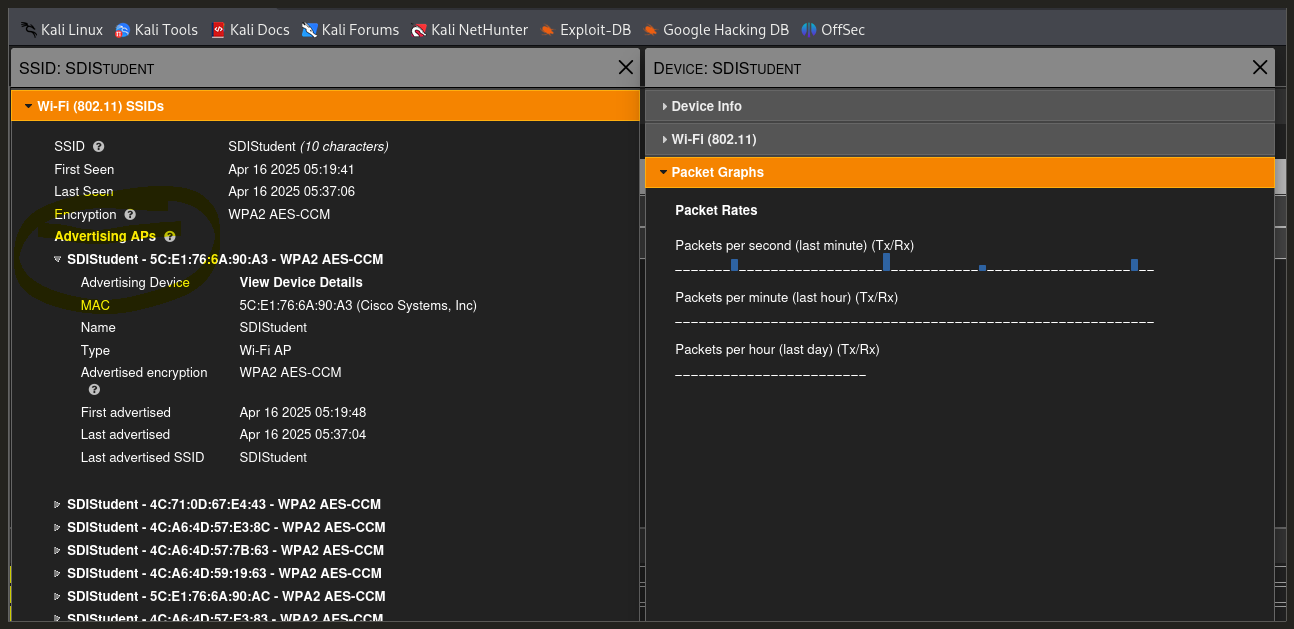 Kali Linux Kali Tools Kali Docs Kali Forums Kali NetHunter Exploit-DB Google Hacking DB OffSec
SSID: SDIStudent
Wi-Fi (802.11) SSIDs
SSID SDIStudent (10 characters)
First Seen Apr 16 2025 05:19:41
Last Seen Apr 16 2025 05:37:06
Encryption WPA2 AES-CCM
Advertising APs
SDIStudent - 5C:E1:76:6A:90:A3 - WPA2 AES-CCM
Advertising Device View Device Details
MAC 5C:E1:76:6A:90:A3 (Cisco Systems, Inc)
Name SDIStudent
Type Wi-Fi AP
Advertised encryption WPA2 AES-CCM
First advertised Apr 16 2025 05:19:48
Last advertised Apr 16 2025 05:37:04
Last advertised SSID SDIStudent
SDIStudent - 4C:71:0D:67:E4:43 - WPA2 AES-CCM
SDIStudent - 4C:A6:4D:57:E3:8C - WPA2 AES-CCM
SDIStudent - 4C:A6:4D:57:7B:63 - WPA2 AES-CCM
SDIStudent - 4C:A6:4D:59:19:63 - WPA2 AES-CCM
SDIStudent - 5C:E1:76:6A:90:AC - WPA2 AES-CCM
SDIStudent - 4C:A6:4D:57:E3:83 - WPA2 AES-CCM
Device: SDIStudent
Device Info
Wi-Fi (802.11)
Packet Graphs
Packet Rates
Packets per second (last minute) (Tx/Rx)
Packets per minute (last hour) (Tx/Rx)
Packets per hour (last day) (Tx/Rx)